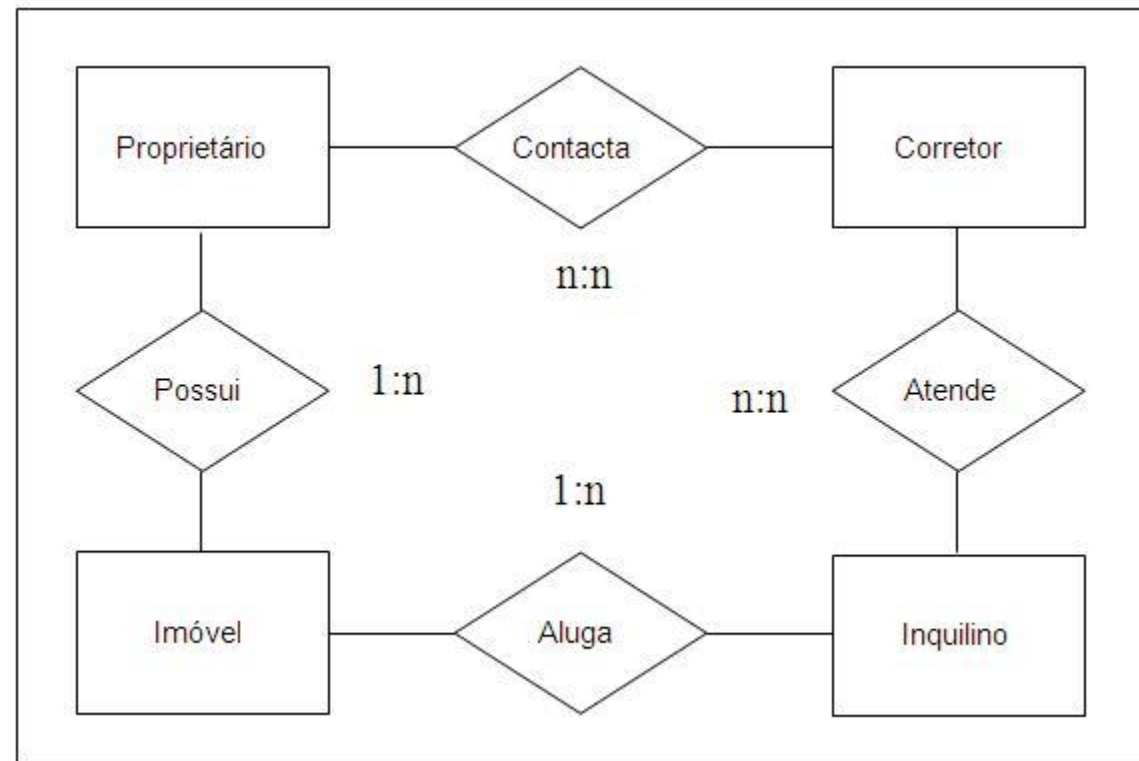 Proprietário
Contacta
Corretor
n:n
Possui
1:n
n:n
Atende
1:n
Imóvel
Aluga
Inquilino